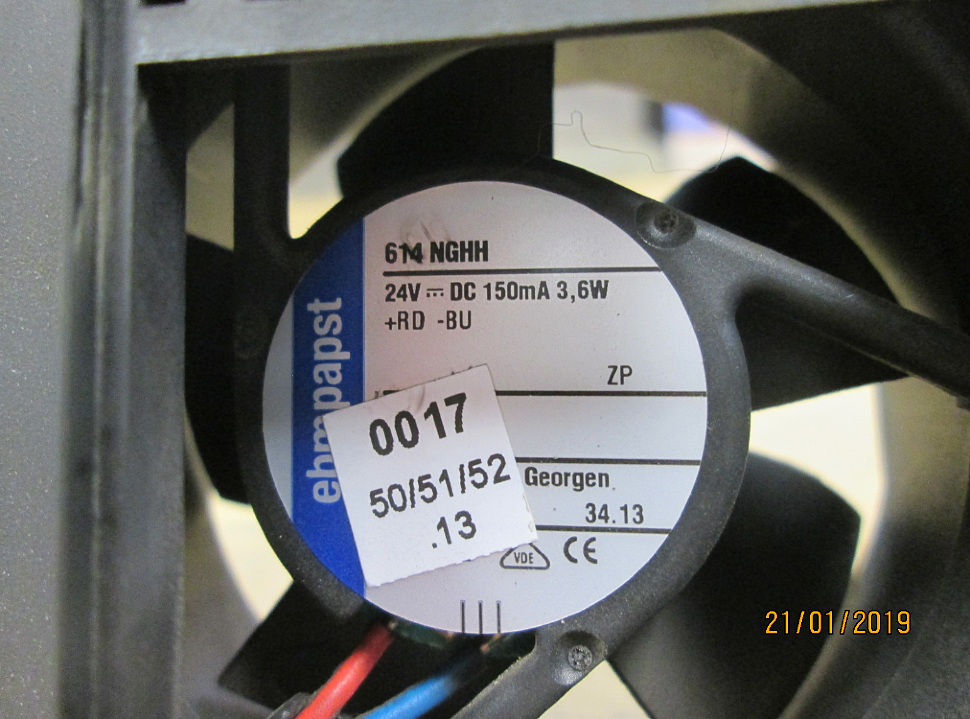 614 NGHH
24V ⎓ DC 150mA 3,6W
+RD -BU
ZP
ebmpapst
0017
50/51/52
.13
Georgen
34.13
VDE CE
21/01/2019